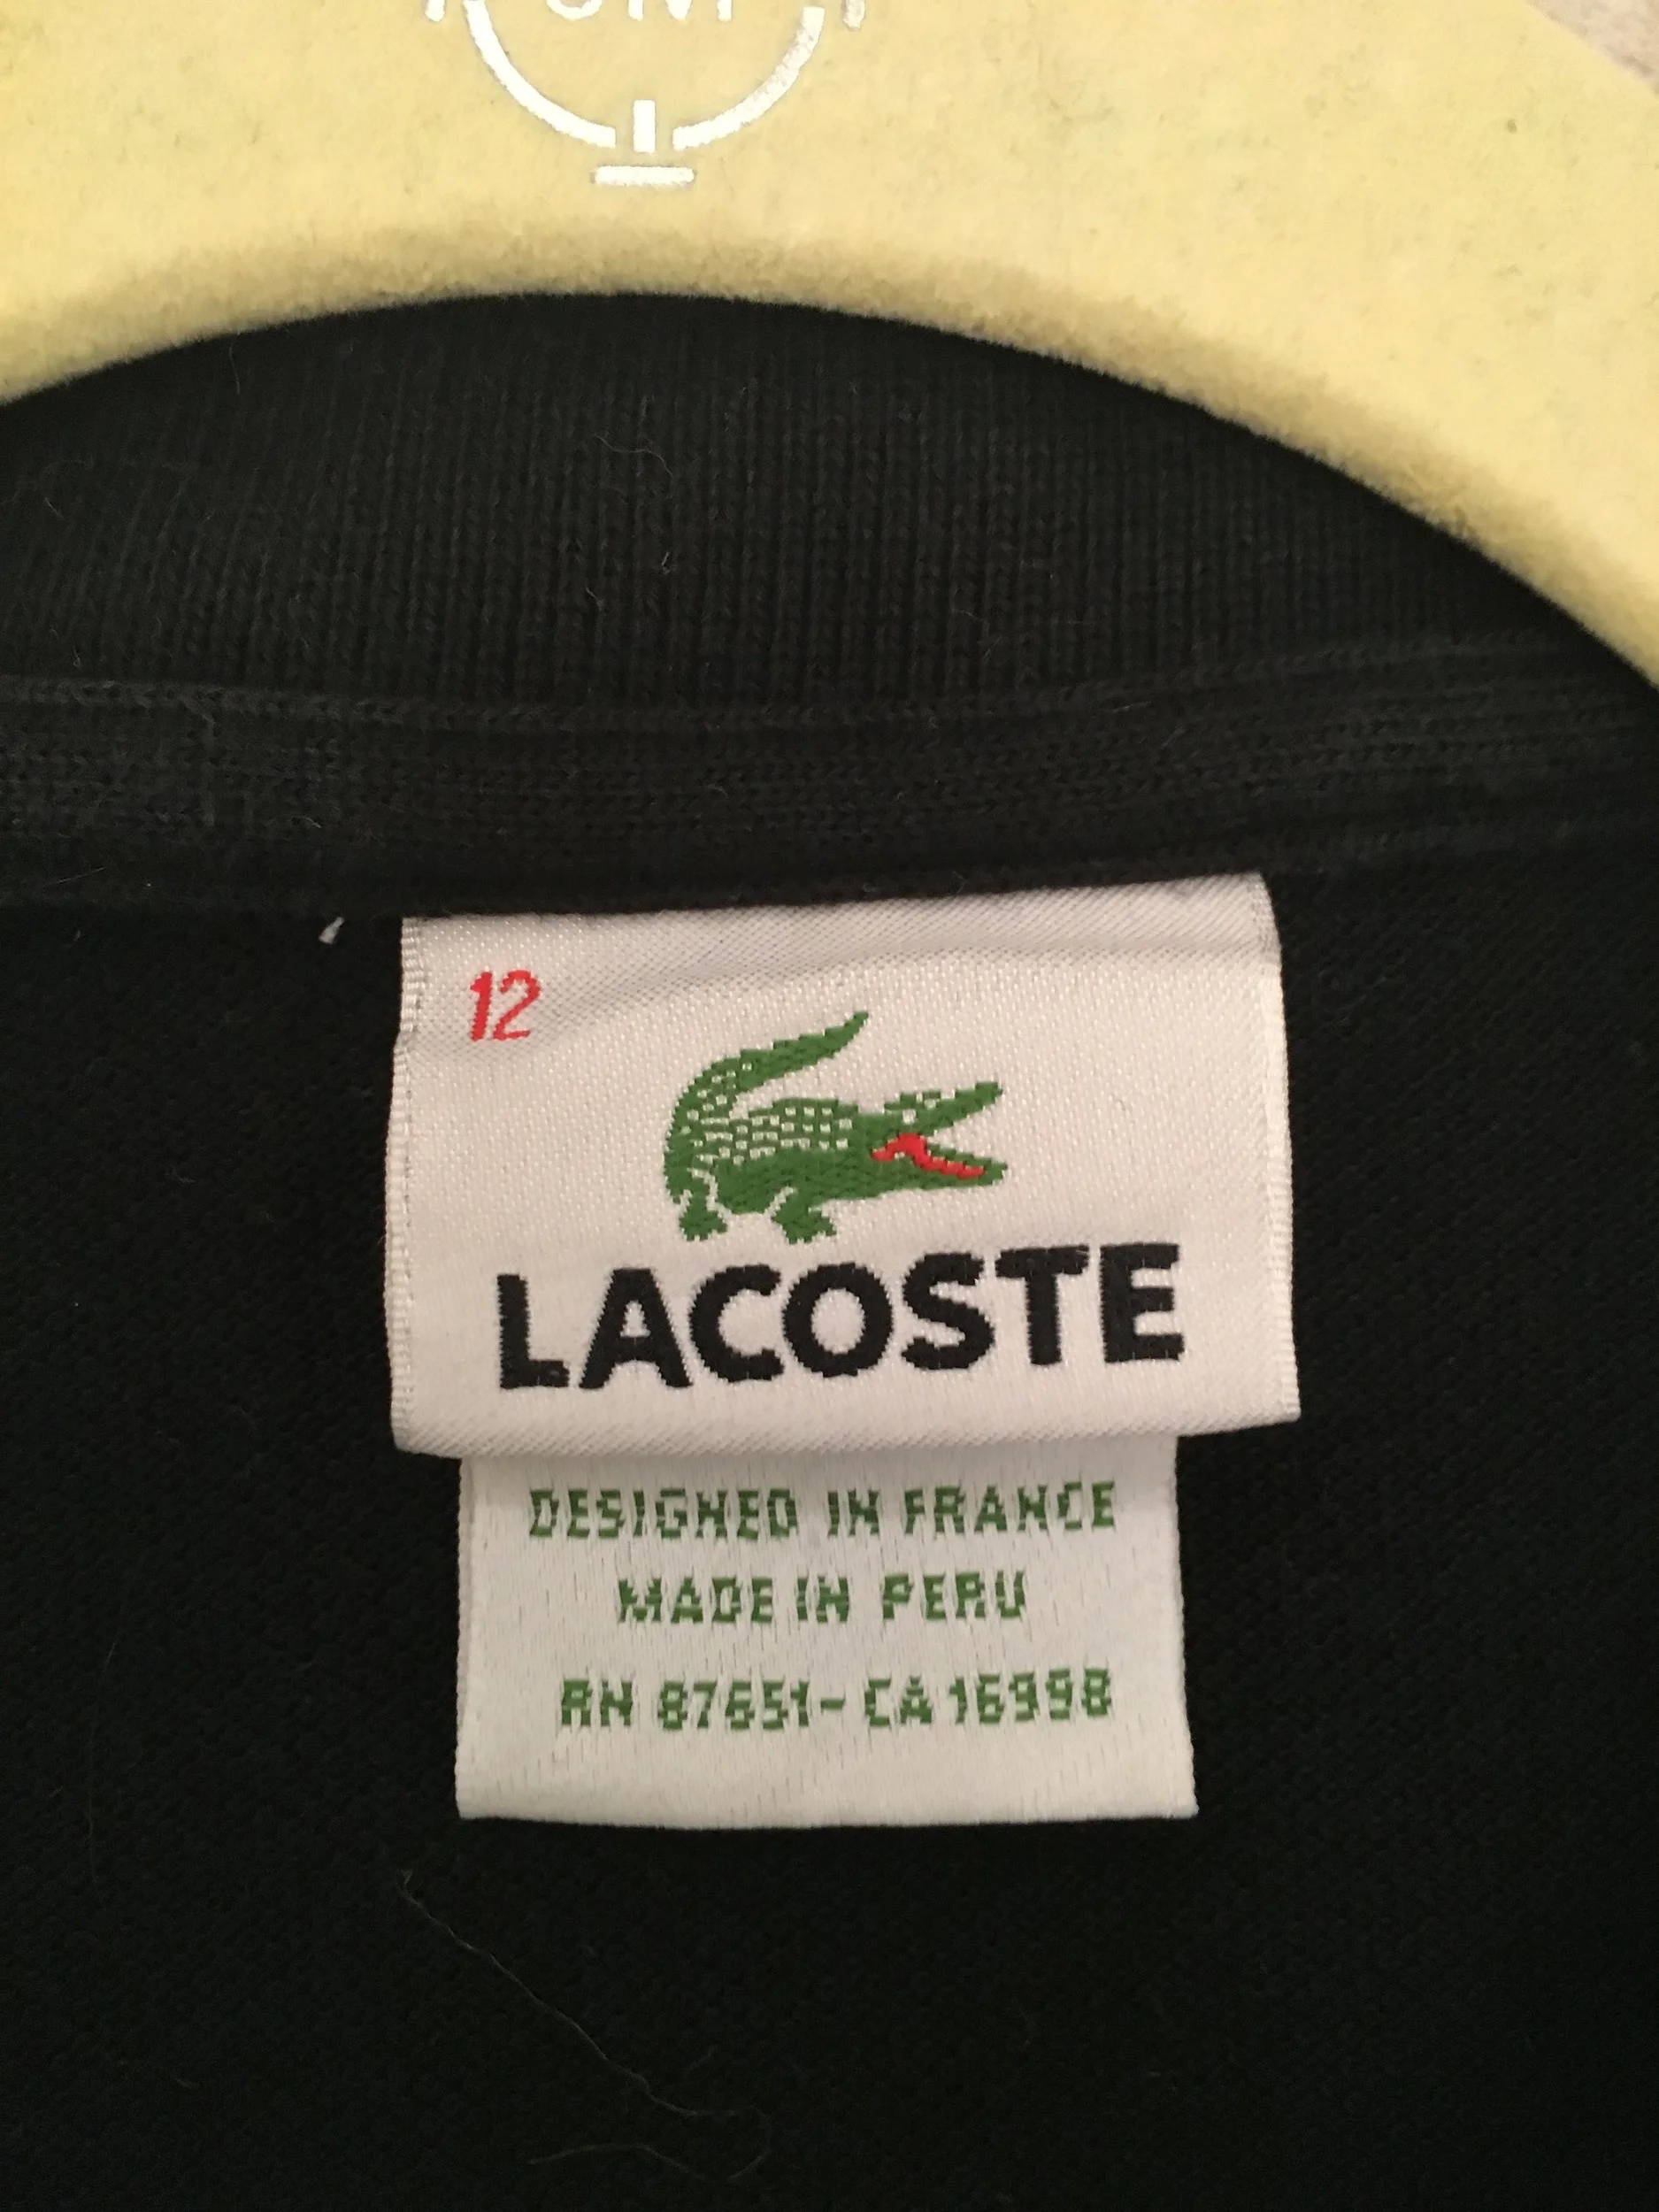 12
LACOSTE
DESIGNED IN FRANCE
MADE IN PERU
RN 87651-CA 16998